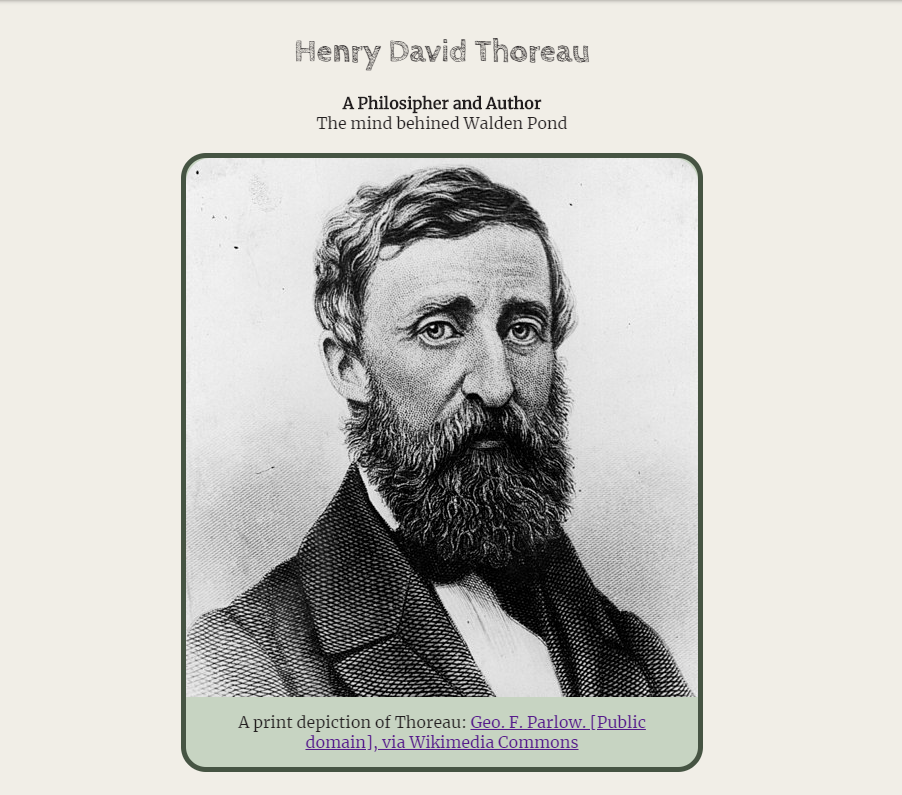 Henry David Thoreau
A Philosipher and Author
The mind behined Walden Pond
A print depiction of Thoreau: Geo. F. Parlow. [Public
domain], via Wikimedia Commons